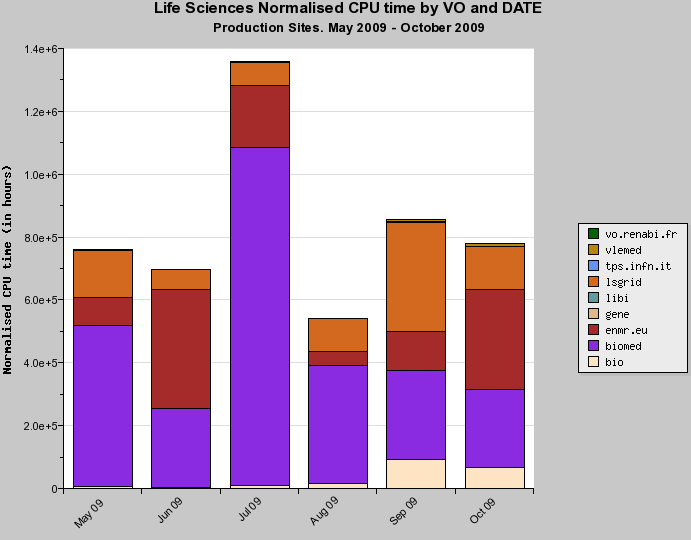 Life Sciences Normalised CPU time by VO and DATE
Production Sites. May 2009 - October 2009
Normalised CPU time (in hours)
1.4e+6
1.2e+6
1.0e+6
8.0e+5
6.0e+5
4.0e+5
2.0e+5
0
May 09
Jun 09
Jul 09
Aug 09
Sep 09
Oct 09
vo.renabi.fr
vlemed
tps.infn.it
lsgrid
libi
gene
enmr.eu
biomed
bio